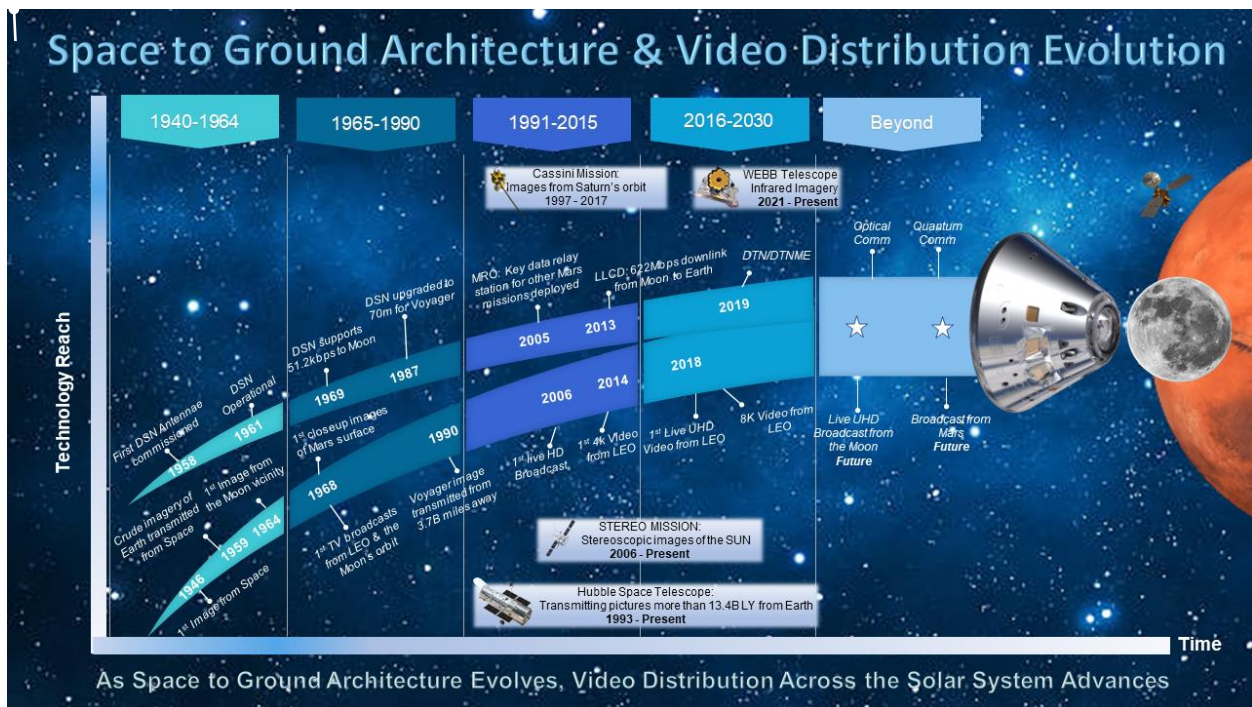 Space to Ground Architecture & Video Distribution Evolution
1940-1964
1965-1990
1991-2015
2016-2030
Beyond
Cassini Mission:
Images from Saturn's orbit
1997 - 2017
WEBB Telescope
Infrared Imagery
2021 - Present
Technology Reach
First DSN Antennae
commissioned
1958
DSN
Operational
1961
DSN supports
51.2kbps to Moon
1969
DSN upgraded to
70m for Voyager
1987
MRO: Key data relay
station for other Mars
missions deployed
2005
LLCD: 622Mbps downlink
from Moon to Earth
2013
DTN/DTNME
2019
Optical
Comm
Quantum
Comm
1st Image from Space
1946
Crude imagery of
Earth transmitted
from Space
1959
1st Image from
the Moon vicinity
1964
1st closeup images
of Mars surface
1968
1st TV broadcasts
from LEO & the
Moon's orbit
1990
Voyager image
transmitted from
3.7B miles away
2006
1st live HD
Broadcast
2014
1st 4k Video
from LEO
2018
1st Live UHD
Video from LEO
8K Video from
LEO
Live UHD
Broadcast from
the Moon
Future
Broadcast from
Mars
Future
STEREO MISSION:
Stereoscopic images of the SUN
2006 - Present
Hubble Space Telescope:
Transmitting pictures more than 13.4B LY from Earth
1993 - Present
Time
As Space to Ground Architecture Evolves, Video Distribution Across the Solar System Advances